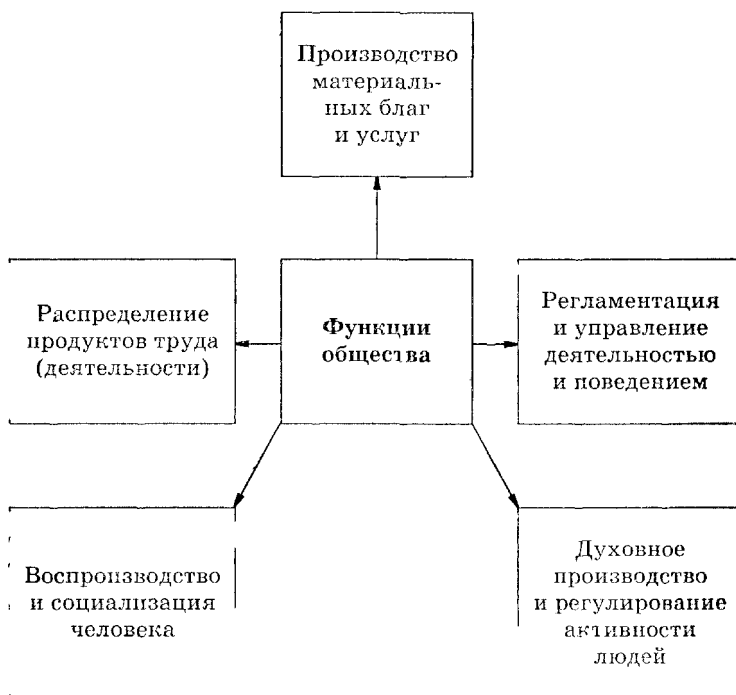 Производство
материаль-
ных благ
и услуг
Распределение
продуктов труда
(деятельности)
Функции
общества
Регламентация
и управление
деятельностью
и поведением
Воспроизводство
и социализация
человека
Духовное
производство
и регулирование
активности
людей